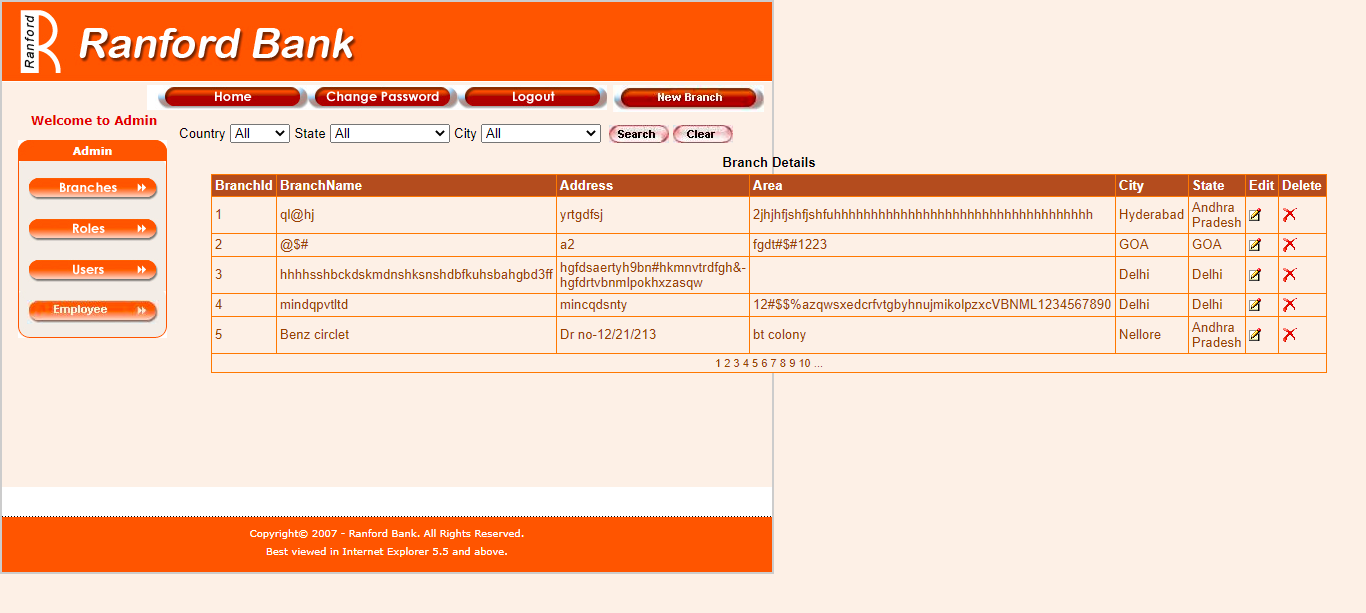 Ranford
Ranford Bank
Home Change Password Logout New Branch
Welcome to Admin
Country All State All City All Search Clear
Admin
Branches
Roles
Users
Employee
Branch Details
BranchId BranchName Address Area City State Edit Delete
1 ql@hj yrtgdfsj 2jhjhfjshfjshfuhhhhhhhhhhhhhhhhhhhhhhhhhhhhhhhhhhh Hyderabad Andhra
Pradesh
2 @$# a2 fgdt#$#1223 GOA GOA
3 hhhhsshbckdskmdnshksnshdbfkuhsbahgbd3ff hgfdsaertyh9bn#hkmnvtrdfgh&-
hgfdrtvbnmlpokhxzasqw Delhi Delhi
4 mindqpvtltd mincqdsnty 12#$$%azqwsxedcrfvtgbyhnujmikolpzxcVBNML1234567890 Delhi Delhi
5 Benz circlet Dr no-12/21/213 bt colony Nellore Andhra
Pradesh
1 2 3 4 5 6 7 8 9 10 ...
Copyright© 2007 - Ranford Bank. All Rights Reserved.
Best viewed in Internet Explorer 5.5 and above.